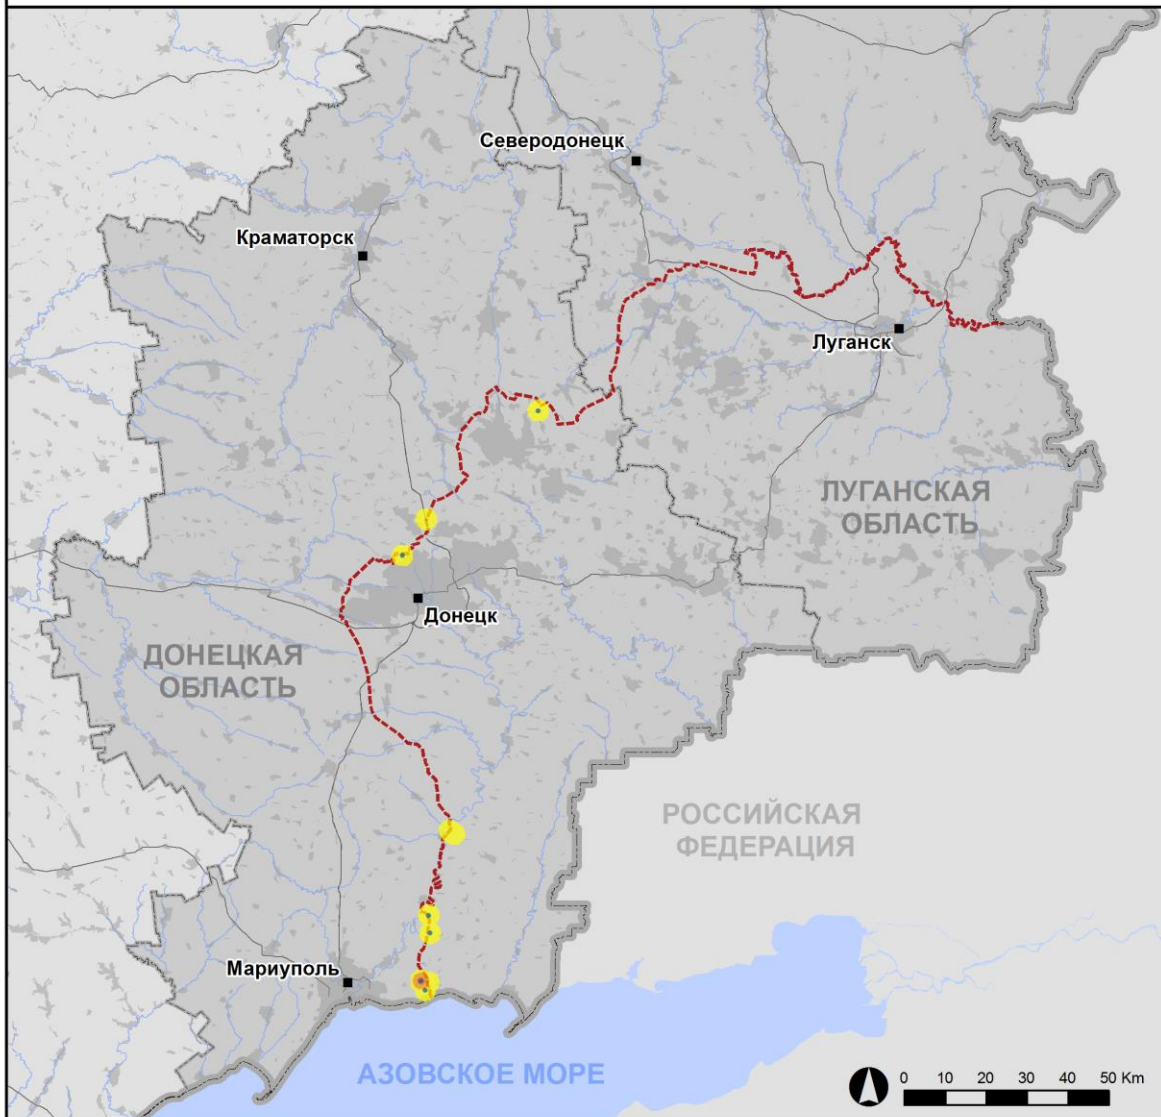 Северодонецк
Краматорск
Луганск
ЛУГАНСКАЯ
ОБЛАСТЬ
Донецк
ДОНЕЦКАЯ
ОБЛАСТЬ
РОССИЙСКАЯ
ФЕДЕРАЦИЯ
Мариуполь
АЗОВСКОЕ МОРЕ
0 10 20 30 40 50 Km